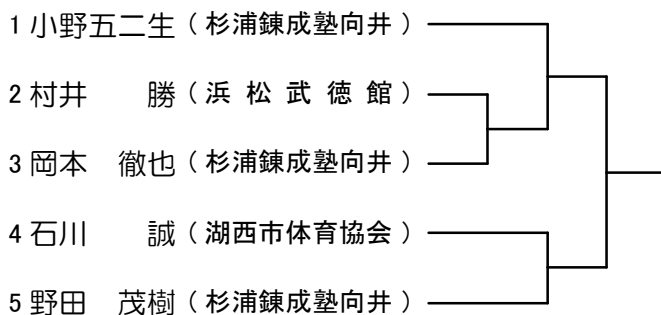 1 小野五二生（杉浦錬成塾向井）
2 村井　　勝（浜 松 武 徳 館）
3 岡本　徹也（杉浦錬成塾向井）
4 石川　　誠（湖西市体育協会）
5 野田　茂樹（杉浦錬成塾向井）